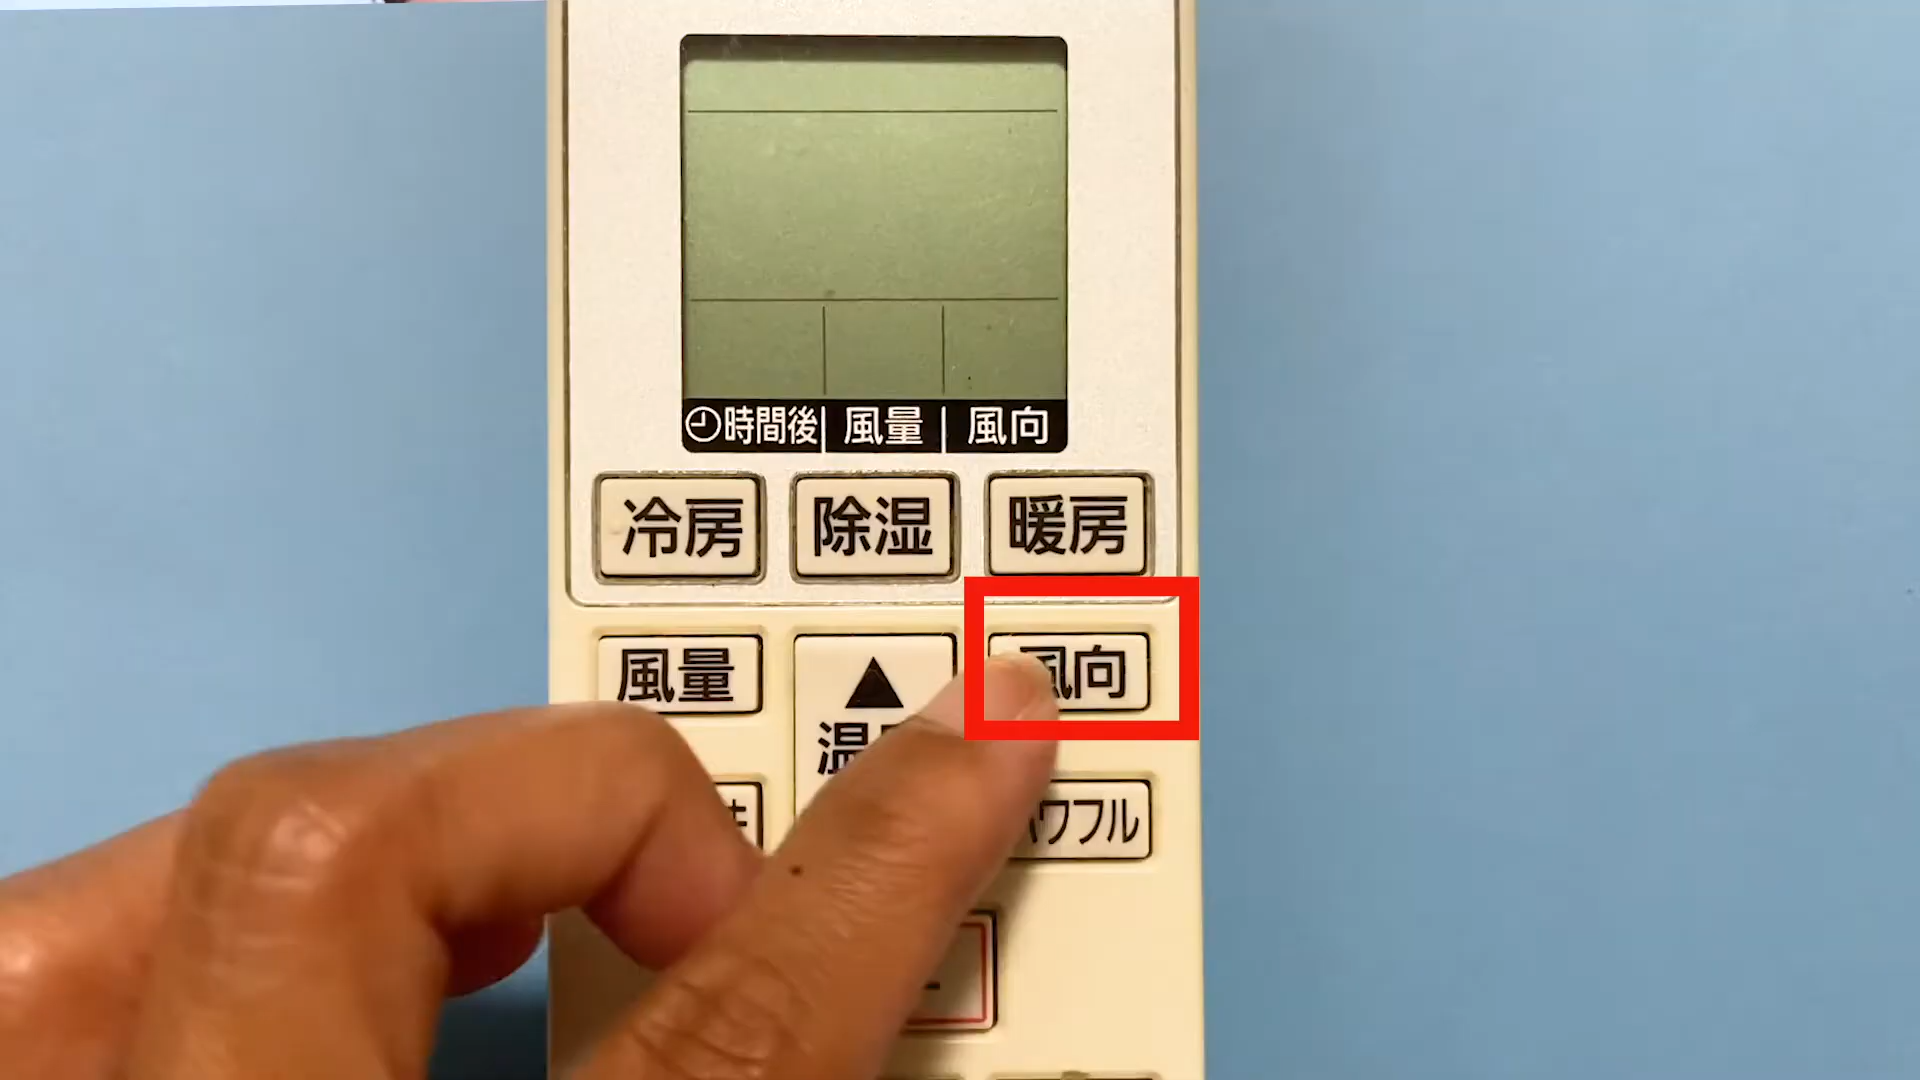 時間後 風量 風向
冷房 除湿 暖房
風量 風向
温
ワフル